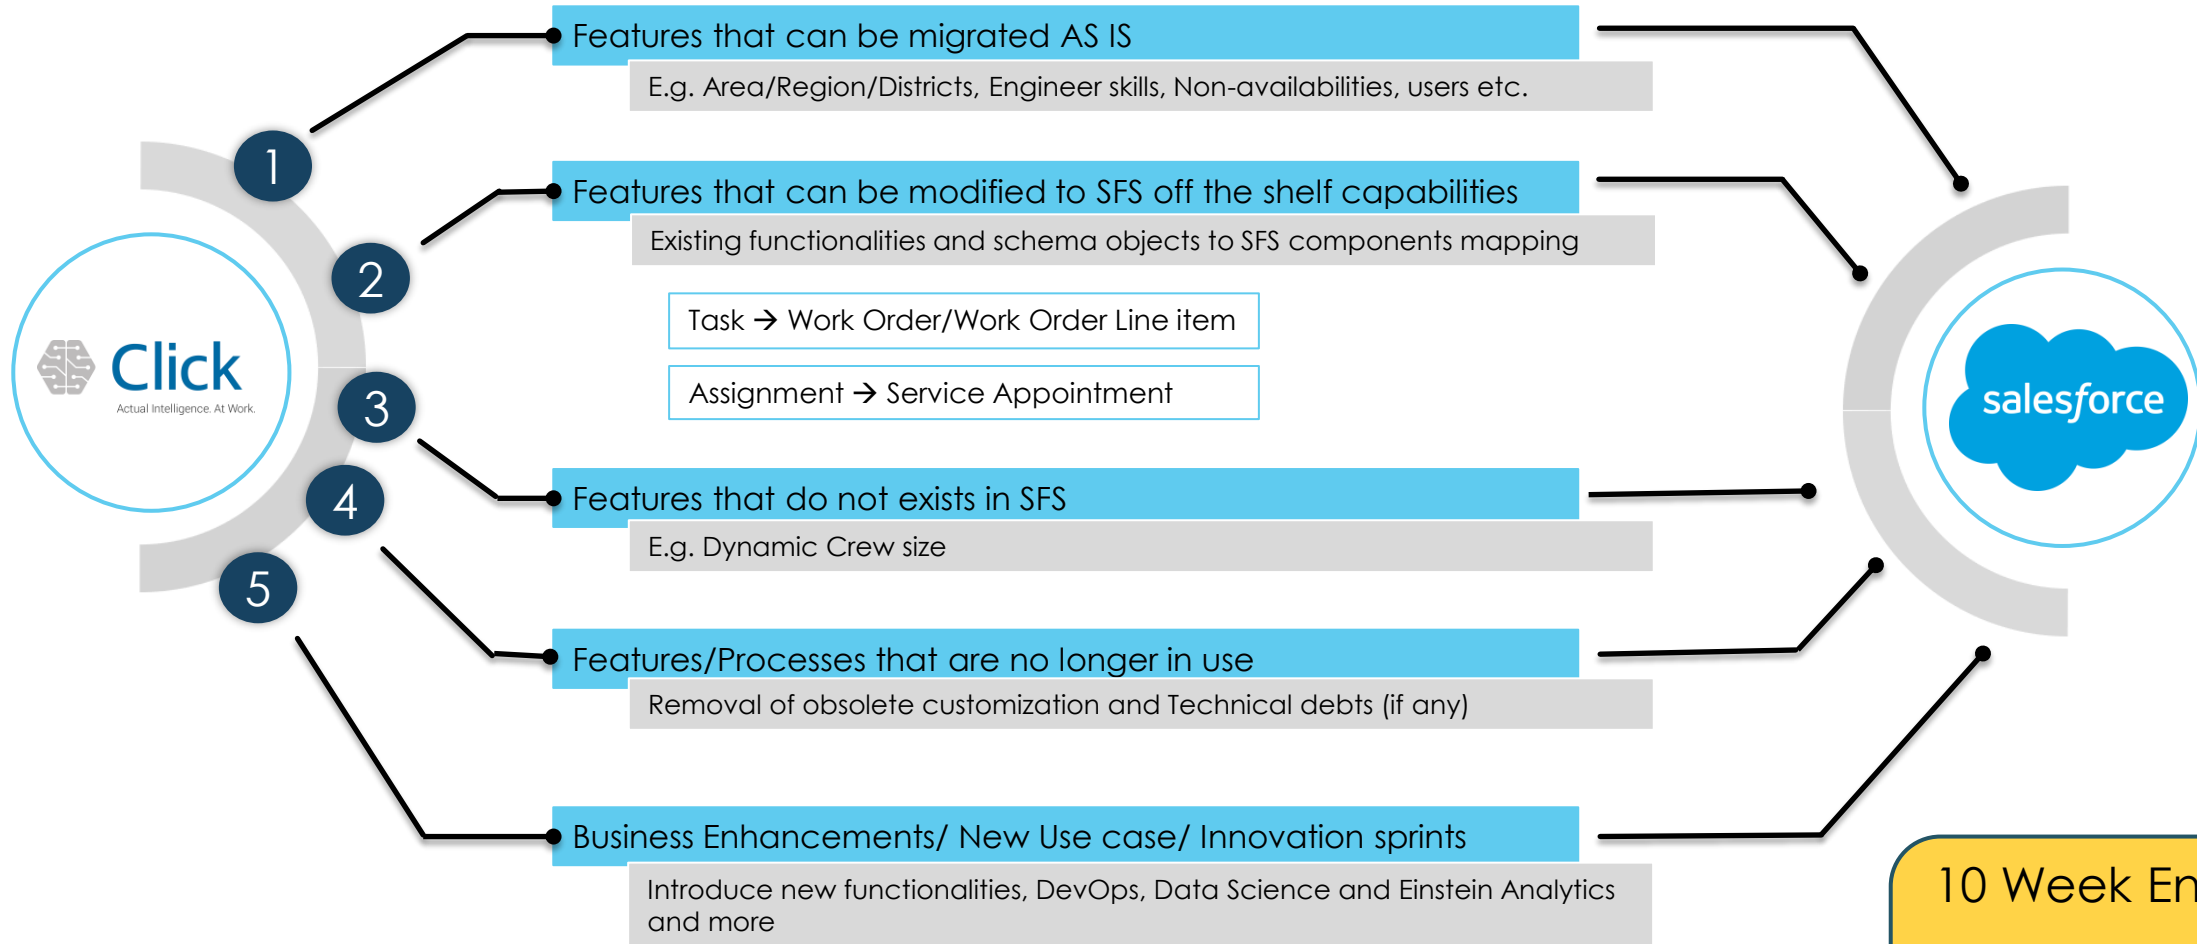 Features that can be migrated AS IS
E.g. Area/Region/Districts, Engineer skills, Non-availabilities, users etc.
1
Features that can be modified to SFS off the shelf capabilities
Existing functionalities and schema objects to SFS components mapping
2
Task → Work Order/Work Order Line item
Assignment → Service Appointment
Click
Actual Intelligence. At Work.
salesforce
3
Features that do not exists in SFS
E.g. Dynamic Crew size
4
Features/Processes that are no longer in use
Removal of obsolete customization and Technical debts (if any)
5
Business Enhancements/ New Use case/ Innovation sprints
Introduce new functionalities, DevOps, Data Science and Einstein Analytics
and more
10 Week En